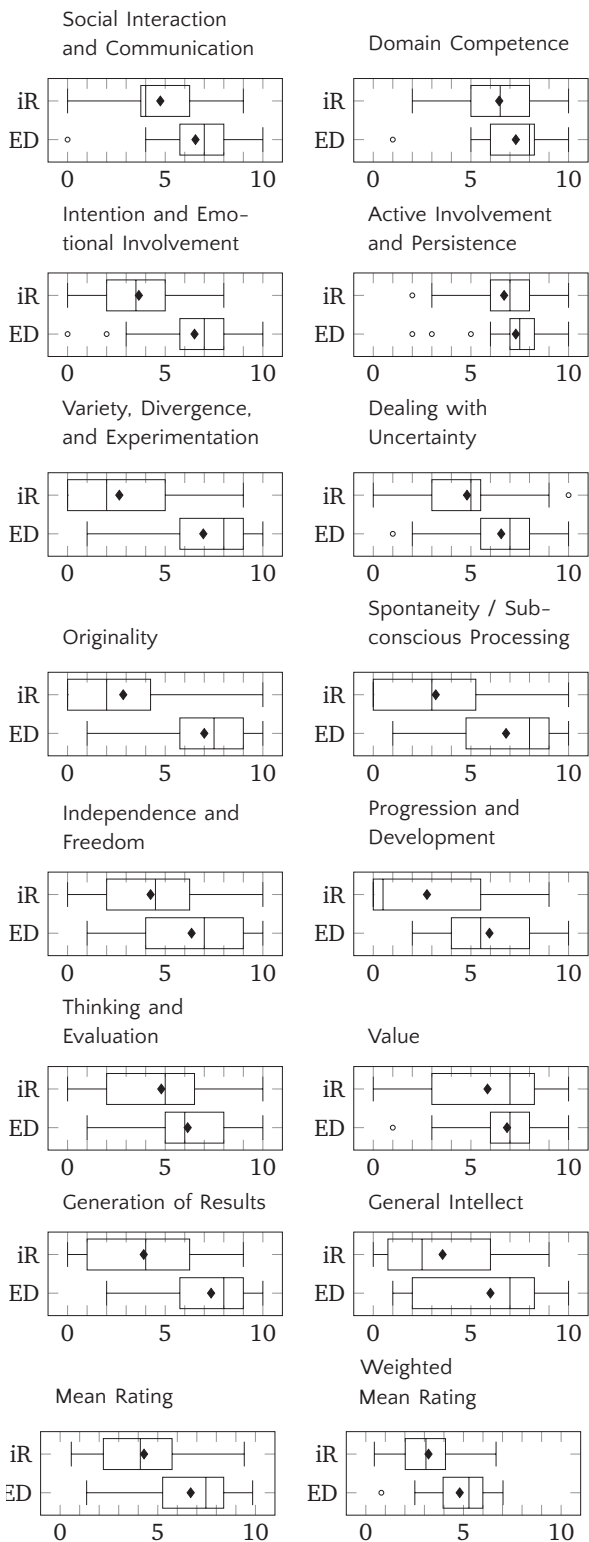 Social Interaction
and Communication
Domain Competence
iR
ED
0 5 10
iR
ED
0 5 10
Intention and Emo-
tional Involvement
Active Involvement
and Persistence
iR
ED
0 5 10
iR
ED
0 5 10
Variety, Divergence,
and Experimentation
Dealing with
Uncertainty
iR
ED
0 5 10
iR
ED
0 5 10
Originality
Spontaneity / Sub-
conscious Processing
iR
ED
0 5 10
iR
ED
0 5 10
Independence and
Freedom
Progression and
Development
iR
ED
0 5 10
iR
ED
0 5 10
Thinking and
Evaluation
Value
iR
ED
0 5 10
iR
ED
0 5 10
Generation of Results
General Intellect
iR
ED
0 5 10
iR
ED
0 5 10
Mean Rating
Weighted
Mean Rating
iR
ED
0 5 10
iR
ED
0 5 10